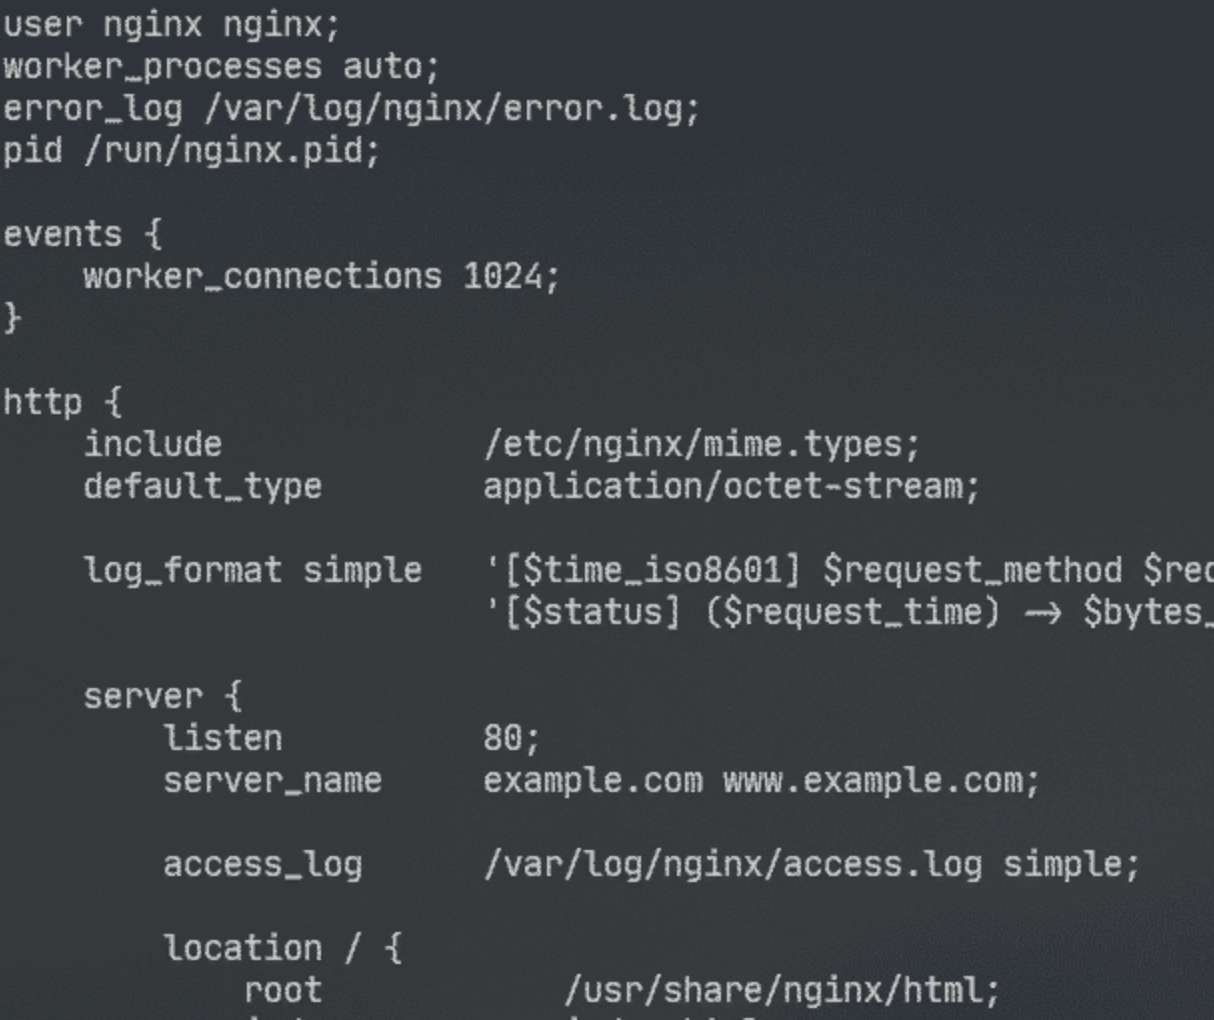 user nginx nginx;
worker_processes auto;
error_log /var/log/nginx/error.log;
pid /run/nginx.pid;
events {
worker_connections 1024;
}
http {
include /etc/nginx/mime.types;
default_type application/octet-stream;
log_format simple '[$time_iso8601] $request_method
'[$status] ($request_time) -> $bytes_
server {
listen 80;
server_name example.com www.example.com;
access_log /var/log/nginx/access.log simple;
location / {
root /usr/share/nginx/html;